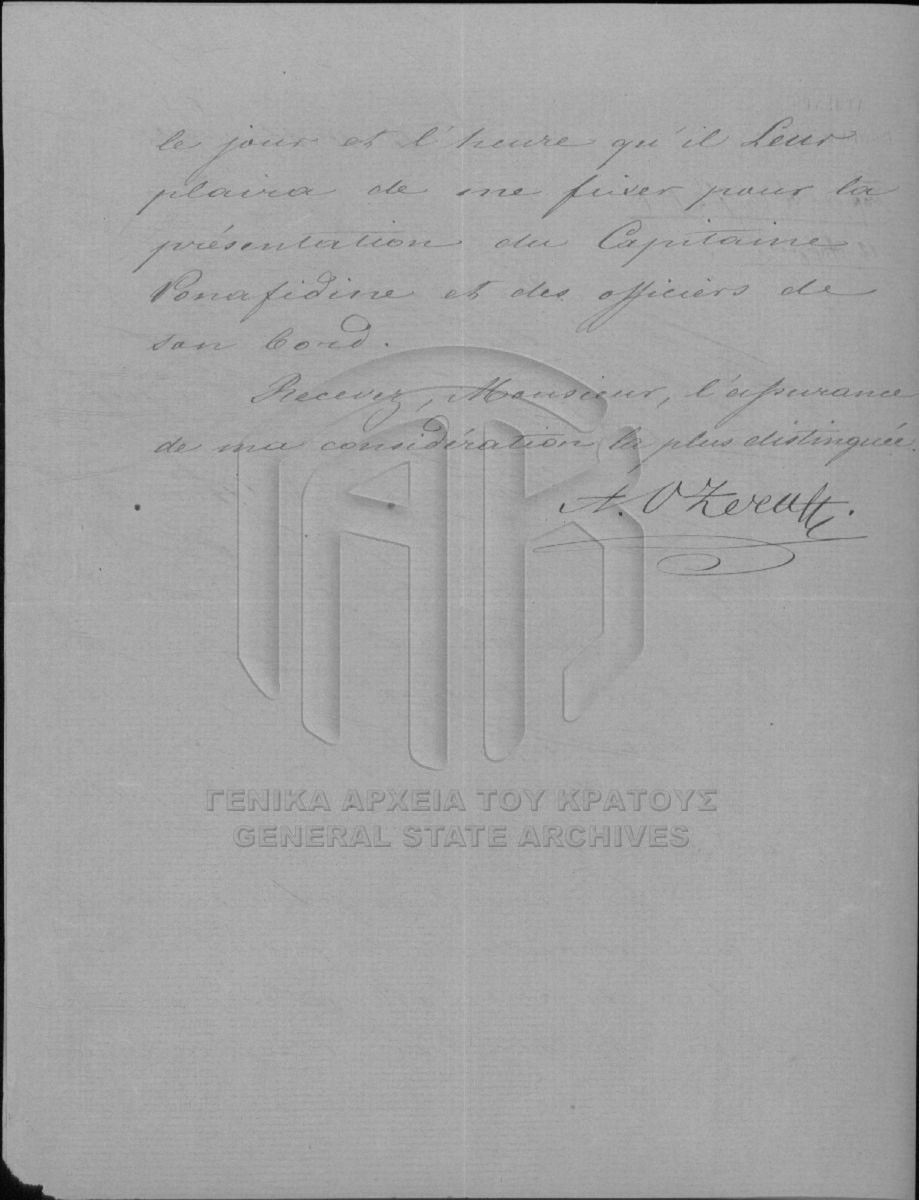 le jour et l'heure qu'il Leur
plaira de me fixer pour la
présentation du Capitaine
Ponafidine et des officiers de
son bord.
Recevez, Monsieur, l'assurance
de ma considération la plus distinguée.
A. Ozeroff.
ΓΕΝΙΚΑ ΑΡΧΕΙΑ ΤΟΥ ΚΡΑΤΟΥΣ
GENERAL STATE ARCHIVES